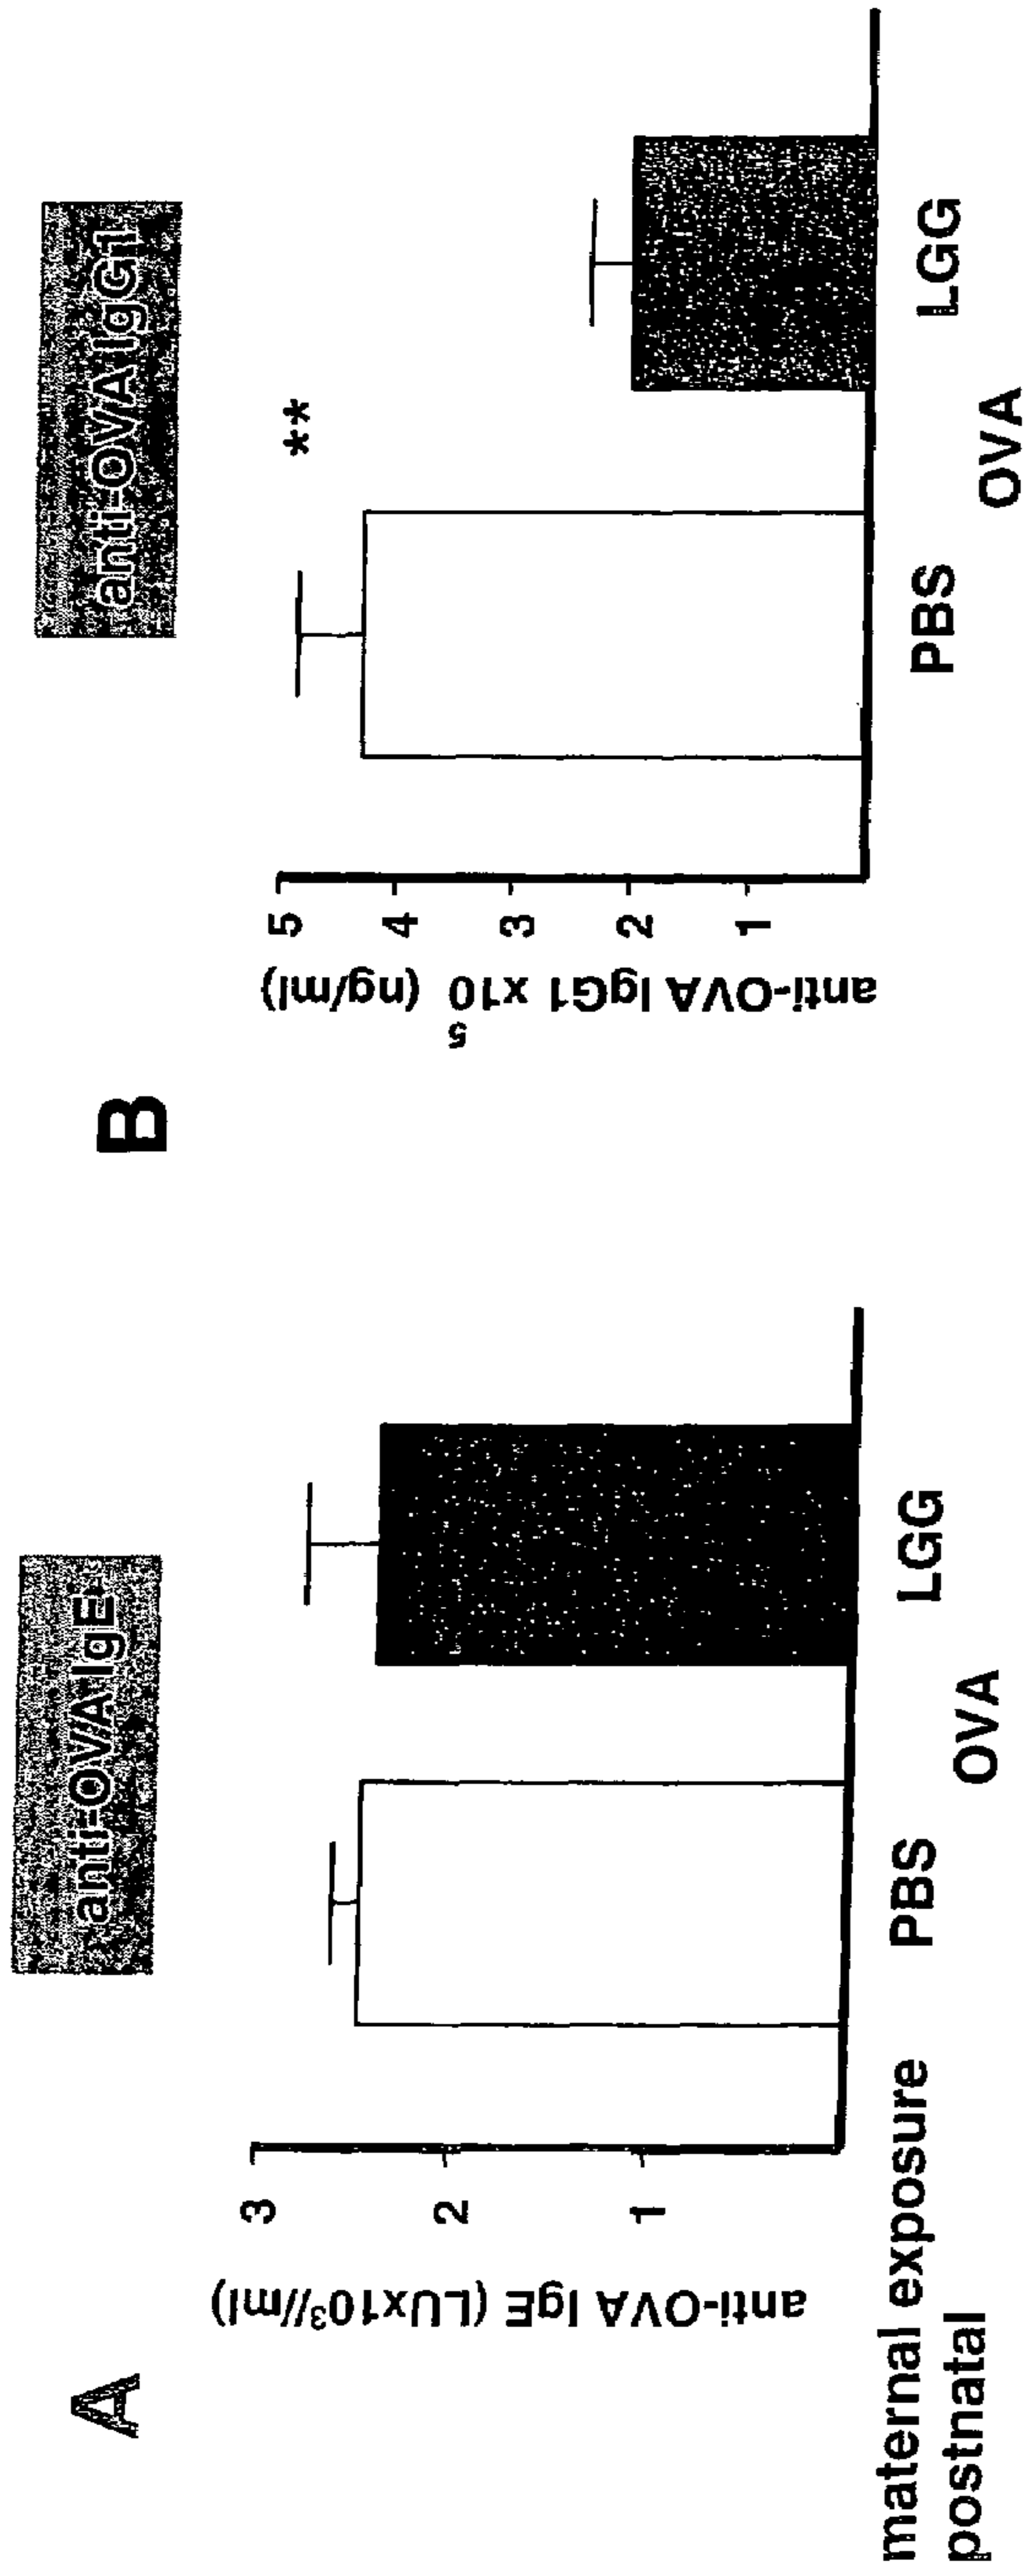 A
anti-OVA IgE
anti-OVA IgE (LUx10³//ml)
3
2
1
maternal exposure PBS LGG
postnatal OVA
B
anti-OVA IgG1
anti-OVA IgG1 x10⁵ (ng/ml)
5
4
3
2
1
**
PBS LGG
OVA